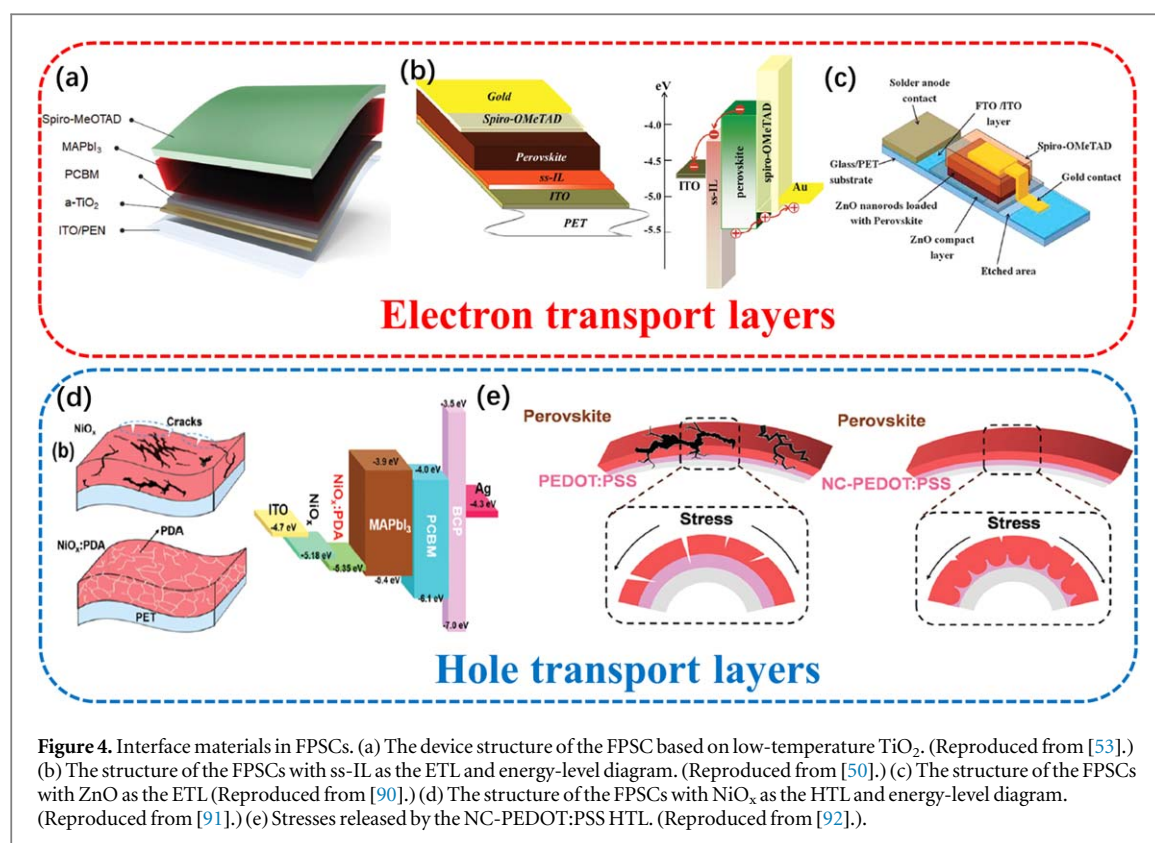 (a)
Spiro-MeOTAD
MAPbI₃
PCBM
a-TiO₂
ITO/PEN
(b)
Gold
Spiro-OMeTAD
Perovskite
ss-IL
ITO
PET
eV
-4.0
-4.5
-5.0
-5.5
ITO
ss-IL
perovskite
spiro-OMeTAD
Au
(c)
Solder anode
contact
FTO /ITO
layer
Spiro-OMeTAD
Glass/PET
substrate
Gold contact
ZnO nanorods loaded
with Perovskite
ZnO compact
layer
Etched area
Electron transport layers
(d)
NiOₓ
Cracks
(b)
PDA
NiOₓ:PDA
PET
ITO
-4.7 eV
NiOₓ
-5.18 eV
NiOₓ:PDA
-5.35 eV
-3.9 eV
MAPbI₃
-5.4 eV
-4.0 eV
PCBM
-6.1 eV
-3.5 eV
BCP
-7.0 eV
Ag
-4.3 eV
(e)
Perovskite
PEDOT:PSS
Stress
Perovskite
NC-PEDOT:PSS
Stress
Hole transport layers
Figure 4. Interface materials in FPSCs. (a) The device structure of the FPSC based on low-temperature TiO₂. (Reproduced from [53].)
(b) The structure of the FPSCs with ss-IL as the ETL and energy-level diagram. (Reproduced from [50].) (c) The structure of the FPSCs
with ZnO as the ETL (Reproduced from [90].) (d) The structure of the FPSCs with NiOₓ as the HTL and energy-level diagram.
(Reproduced from [91].) (e) Stresses released by the NC-PEDOT:PSS HTL. (Reproduced from [92].).